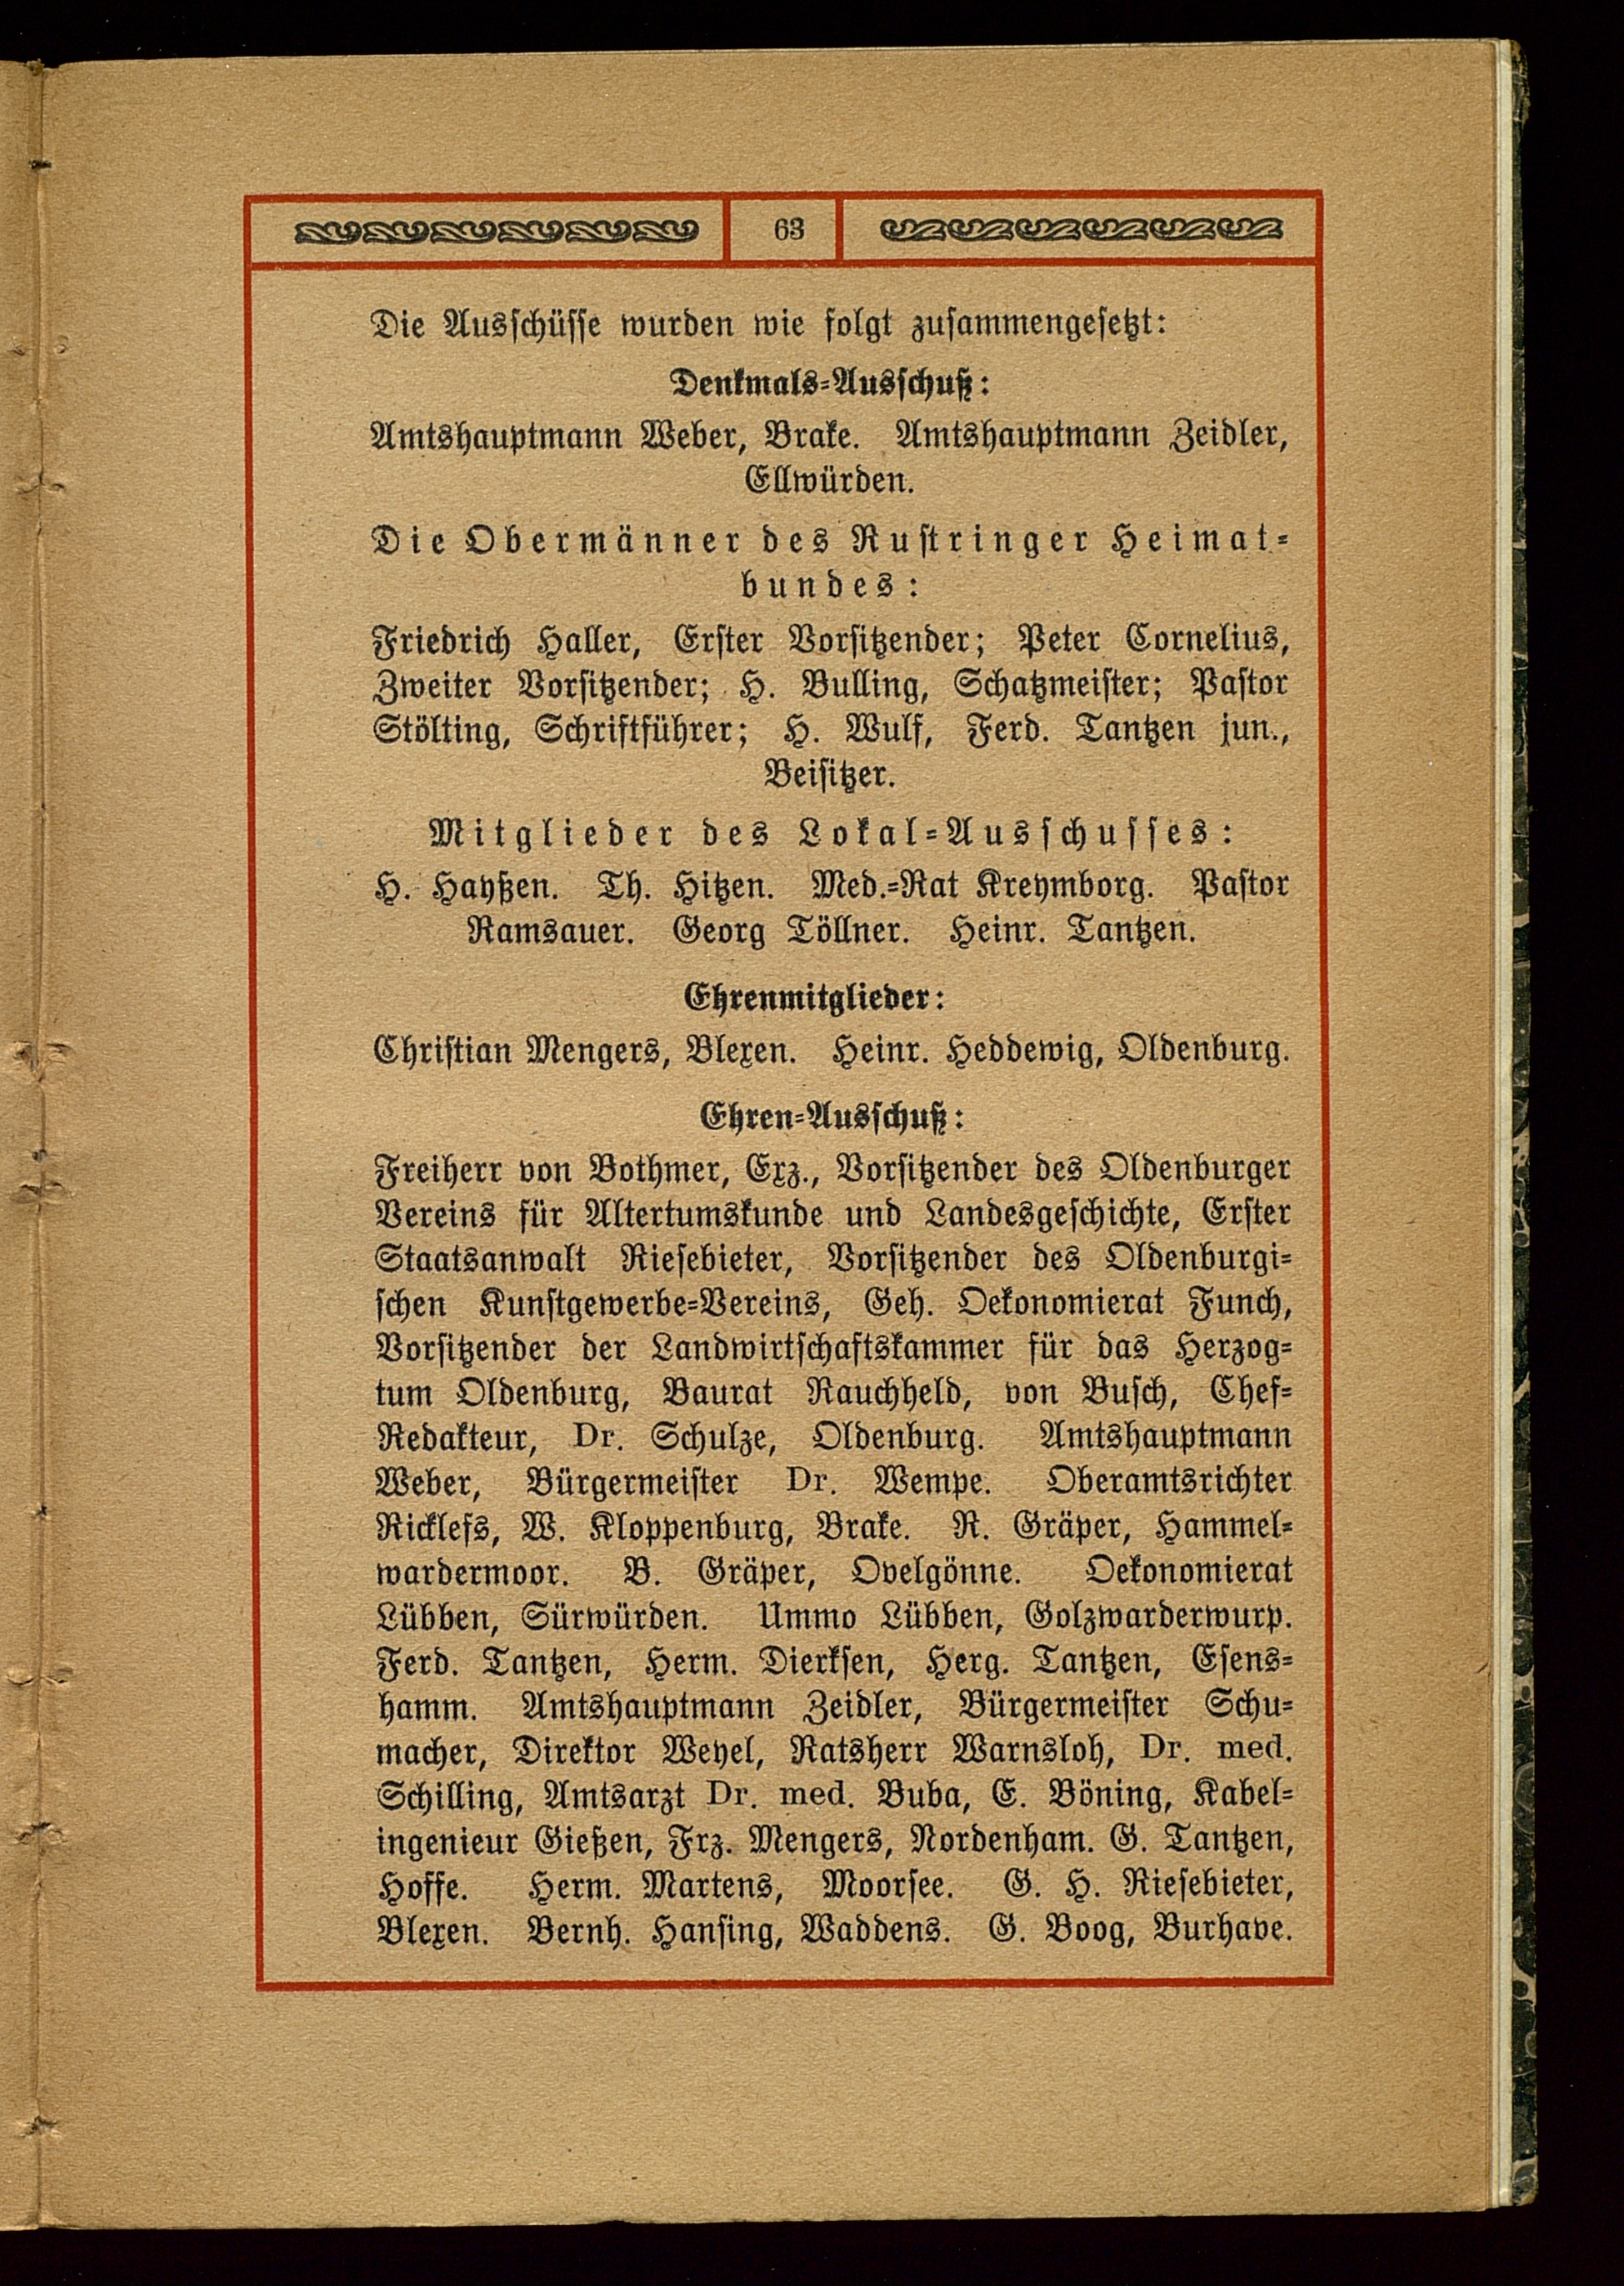 63
Die Ausschüsse wurden wie folgt zusammengesetzt:
Denkmals-Ausschuß:
Amtshauptmann Weber, Brake. Amtshauptmann Zeidler,
Ellwürden.
Die Obermänner des Rustringer Heimat-
bundes:
Friedrich Haller, Erster Vorsitzender; Peter Cornelius,
Zweiter Vorsitzender; H. Bulling, Schatzmeister; Pastor
Stölting, Schriftführer; H. Wulf, Ferd. Tantzen jun.,
Beisitzer.
Mitglieder des Lokal-Ausschusses:
H. Hayßen. Th. Hitzen. Med.-Rat Kreymborg. Pastor
Ramsauer. Georg Töllner. Heinr. Tantzen.
Ehrenmitglieder:
Christian Mengers, Blexen. Heinr. Heddewig, Oldenburg.
Ehren-Ausschuß:
Freiherr von Bothmer, Exz., Vorsitzender des Oldenburger
Vereins für Altertumskunde und Landesgeschichte, Erster
Staatsanwalt Riesebieter, Vorsitzender des Oldenburgi-
schen Kunstgewerbe-Vereins, Geh. Oekonomierat Funch,
Vorsitzender der Landwirtschaftskammer für das Herzog-
tum Oldenburg, Baurat Rauchheld, von Busch, Chef-
Redakteur, Dr. Schulze, Oldenburg. Amtshauptmann
Weber, Bürgermeister Dr. Wempe. Oberamtsrichter
Ricklefs, W. Kloppenburg, Brake. R. Gräper, Hammel-
wardermoor. B. Gräper, Ovelgönne. Oekonomierat
Lübben, Sürwürden. Ummo Lübben, Golzwarderwurp.
Ferd. Tantzen, Herm. Dierksen, Herg. Tantzen, Esens-
hamm. Amtshauptmann Zeidler, Bürgermeister Schu-
macher, Direktor Weyel, Ratsherr Warnsloh, Dr. med.
Schilling, Amtsarzt Dr. med. Buba, E. Böning, Kabel-
ingenieur Gießen, Frz. Mengers, Nordenham. G. Tantzen,
Hoffe. Herm. Martens, Moorsee. G. H. Riesebieter,
Blexen. Bernh. Hansing, Waddens. G. Boog, Burhave.